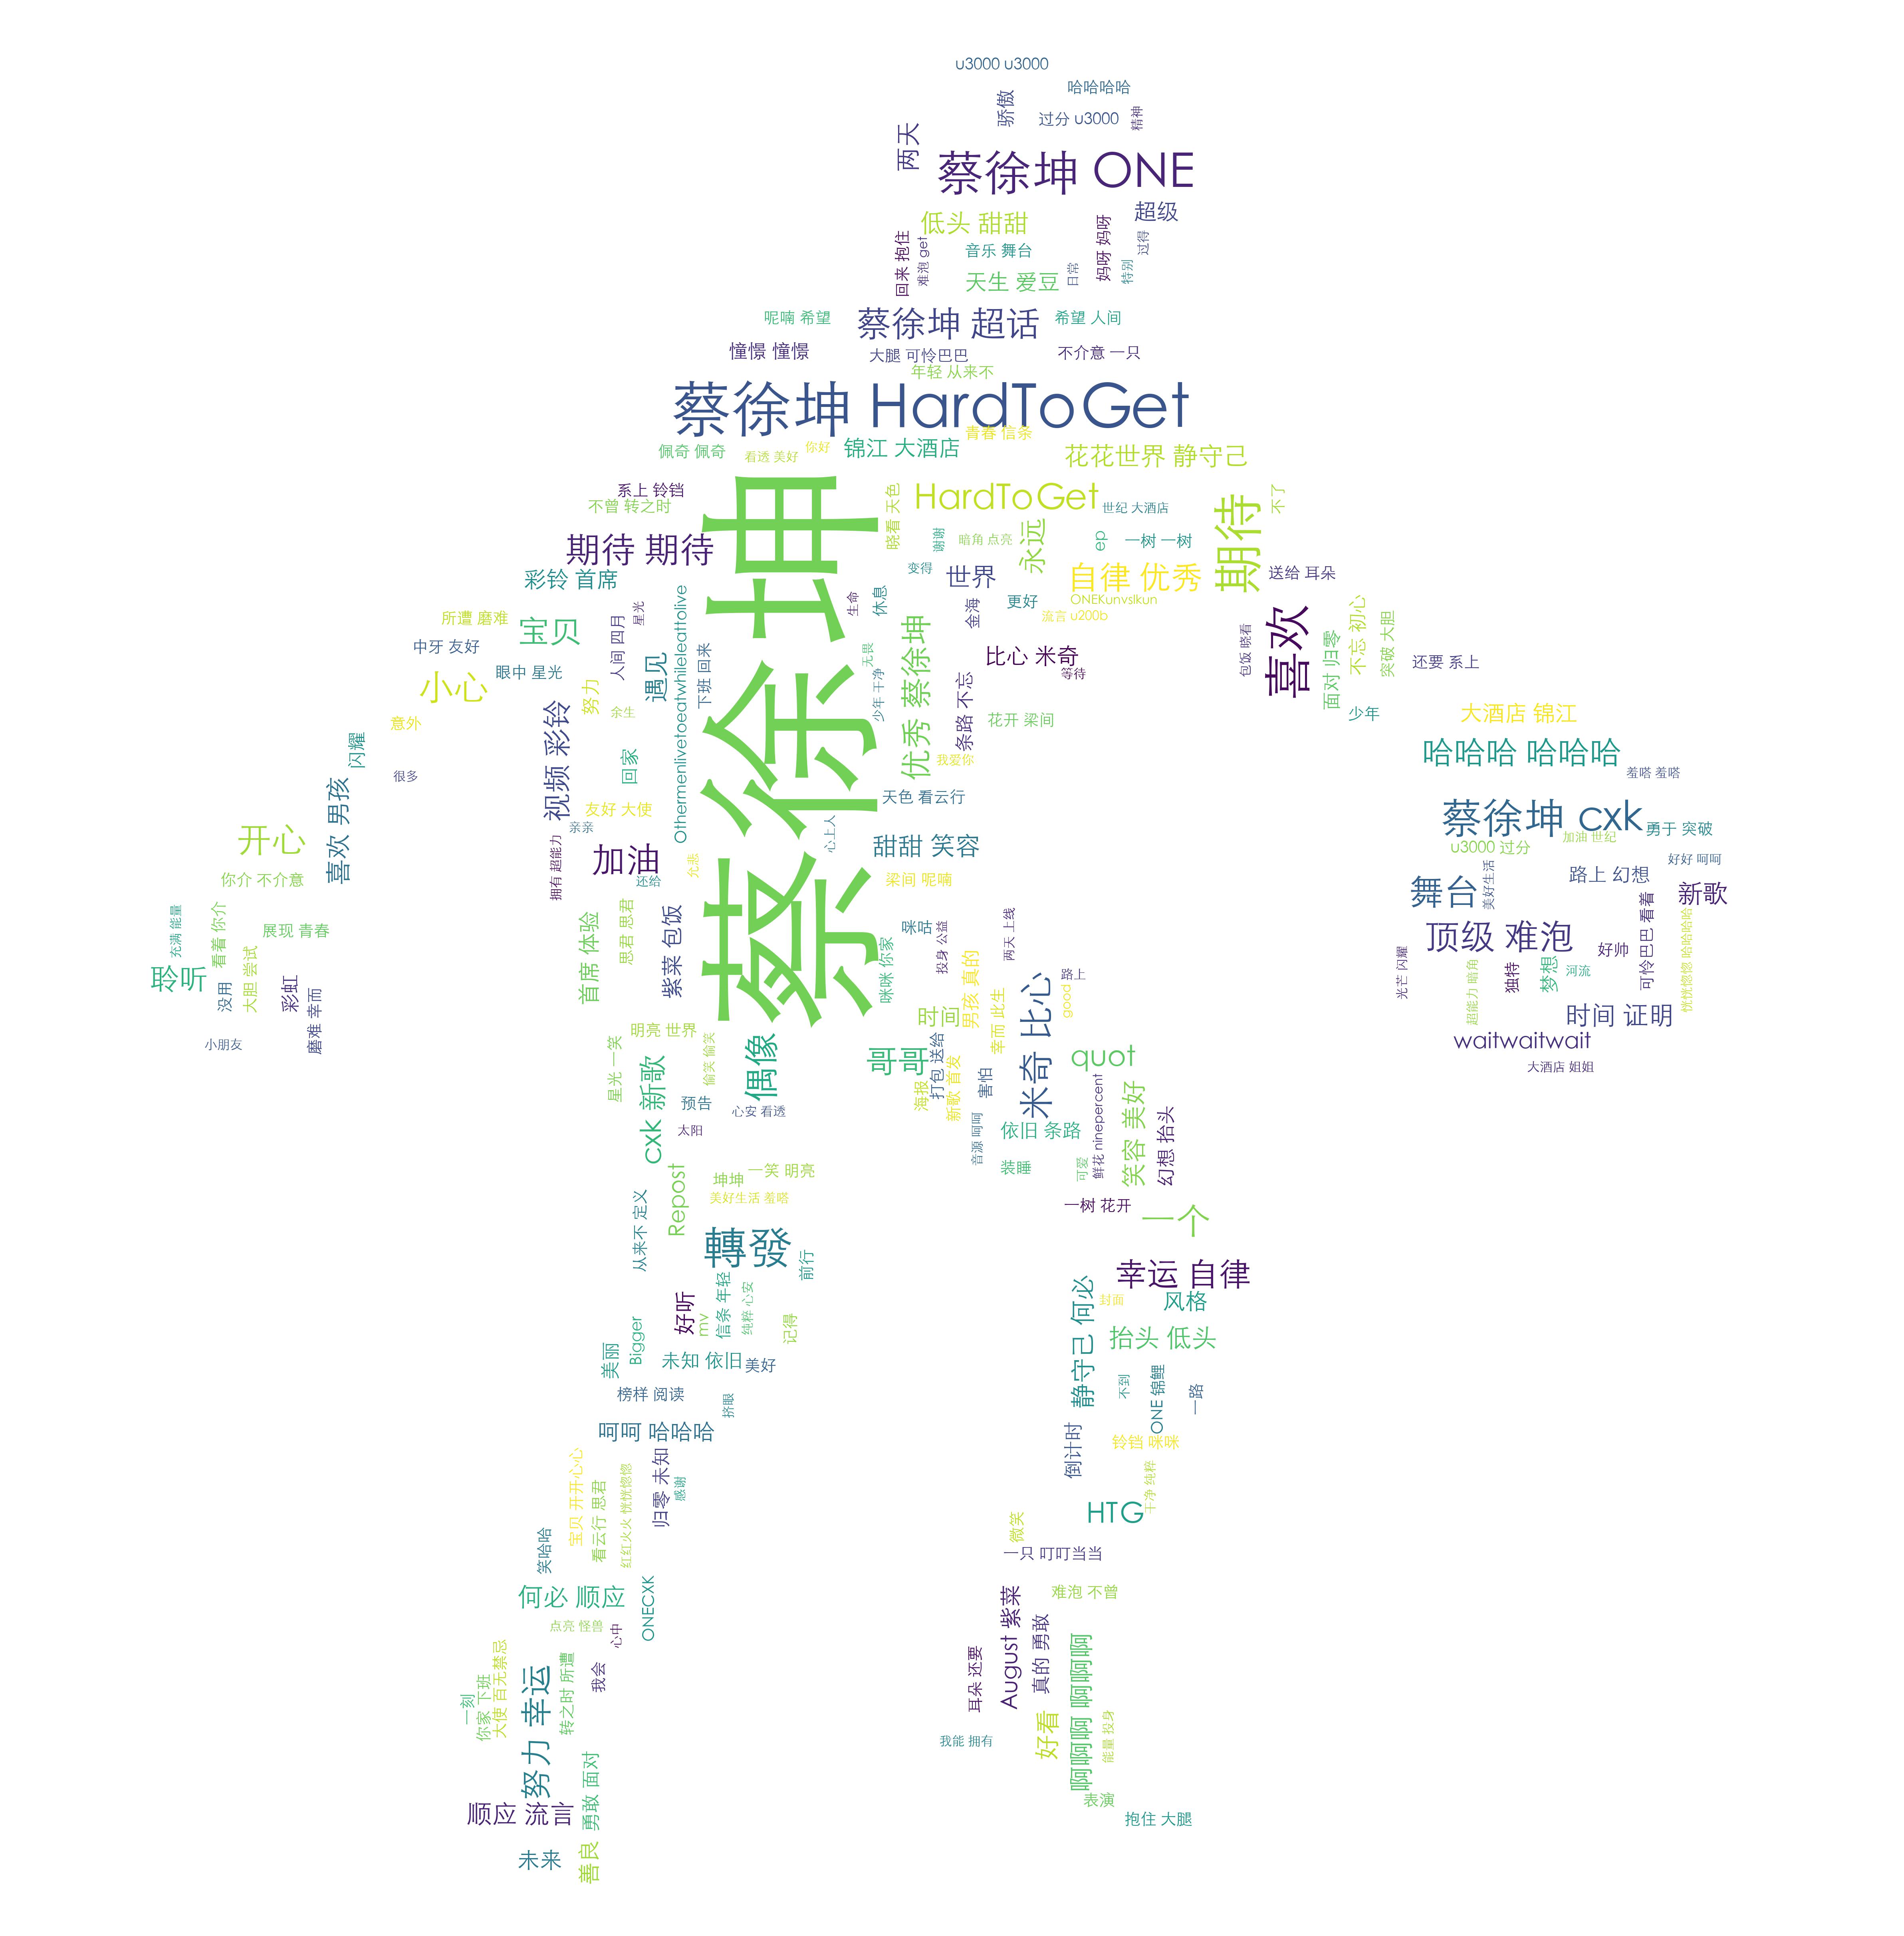 u3000 u3000
哈哈哈哈
骄傲
过分 u3000
精神
两天
蔡徐坤 ONE
超级
低头 甜甜
回来 抱住
难泡 get
音乐 舞台
妈呀 妈呀
过得
天生 爱豆
日常
特别
呢喃 希望
蔡徐坤 超话
希望 人间
憧憬 憧憬
大腿 可怜巴巴
不介意 一只
年轻 从来不
蔡徐坤 HardToGet
佩奇 佩奇
看透 美好
你好
锦江 大酒店
青春 信条
花花世界 静守己
系上 铃铛
不曾 转之时
蔡徐坤
晓看 天色
HardToGet
世纪 大酒店
期待
不了
期待 期待
谢谢
暗角 点亮
永远
ep
一树 一树
彩铃 首席
变得
世界
自律 优秀
送给 耳朵
所遭 磨难
宝贝
人间 四月
星光
Othermenlivetoeatwhileleattolive
生命
休息
金海
更好
ONEKunvslkun
流言 u200b
喜欢
包饭 晓看
面对 归零
不忘 初心
突破 大胆
中牙 友好
眼中 星光
遇见
下班 回来
无畏
优秀 蔡徐坤
比心 米奇
等待
还要 系上
小心
努力
余生
少年 干净
条路 不忘
花开 梁间
少年
意外
视频 彩铃
大酒店 锦江
闪耀
回家
我爱你
哈哈哈 哈哈哈
羞嗒 羞嗒
很多
喜欢 男孩
友好 大使
天色 看云行
蔡徐坤 cxk
勇于 突破
开心
亲亲
心上人
甜甜 笑容
加油 世纪
u3000 过分
拥有 超能力
加油
还给
允悲
好好 呵呵
你介 不介意
梁间 呢喃
舞台
美好生活
路上 幻想
新歌
充满 能量
看着 你介
展现 青春
首席 体验
思君 思君
紫菜 包饭
咪咕
投身 公益
两天 上线
顶级 难泡
好帅
可怜巴巴 看着
恍恍惚惚 哈哈哈哈
聆听
没用
大胆 尝试
彩虹
磨难 幸而
咪咪 你家
男孩 真的
米奇 比心
路上
good
光芒 闪耀
超能力 暗角
独特
梦想
河流
时间
幸而 此生
时间 证明
小朋友
明亮 世界
偷笑 偷笑
偶像
哥哥
打包 送给
quot
waitwaitwait
大酒店 姐姐
星光 一笑
cxk 新歌
预告
心安 看透
海报
新歌 首发
害怕
鲜花 ninepercent
笑容 美好
幻想 抬头
太阳
音源 呵呵
依旧 条路
装睡
可爱
坤坤
一笑 明亮
Repost
美好生活 羞嗒
一树 花开
一个
从来不 定义
轉發
前行
幸运 自律
好听
mv
信条 年轻
纯粹 心安
记得
静守己 何必
封面
风格
美丽
Bigger
未知 依旧
美好
抬头 低头
榜样 阅读
挤眼
不到
ONE 锦鲤
一路
呵呵 哈哈哈
倒计时
铃铛 咪咪
宝贝 开开心心
看云行 思君
红红火火 恍恍惚惚
归零 未知
感谢
干净 纯粹
HTG
笑哈哈
微笑
一只 叮叮当当
何必 顺应
ONECXK
难泡 不曾
点亮 怪兽
心中
August 紫菜
真的 勇敢
一刻
你家 下班
大使 百无禁忌
努力 幸运
转之时 所遭
我会
耳朵 还要
啊啊啊 啊啊啊
我能 拥有
好看
能量 投身
勇敢 面对
顺应 流言
表演
抱住 大腿
未来
善良